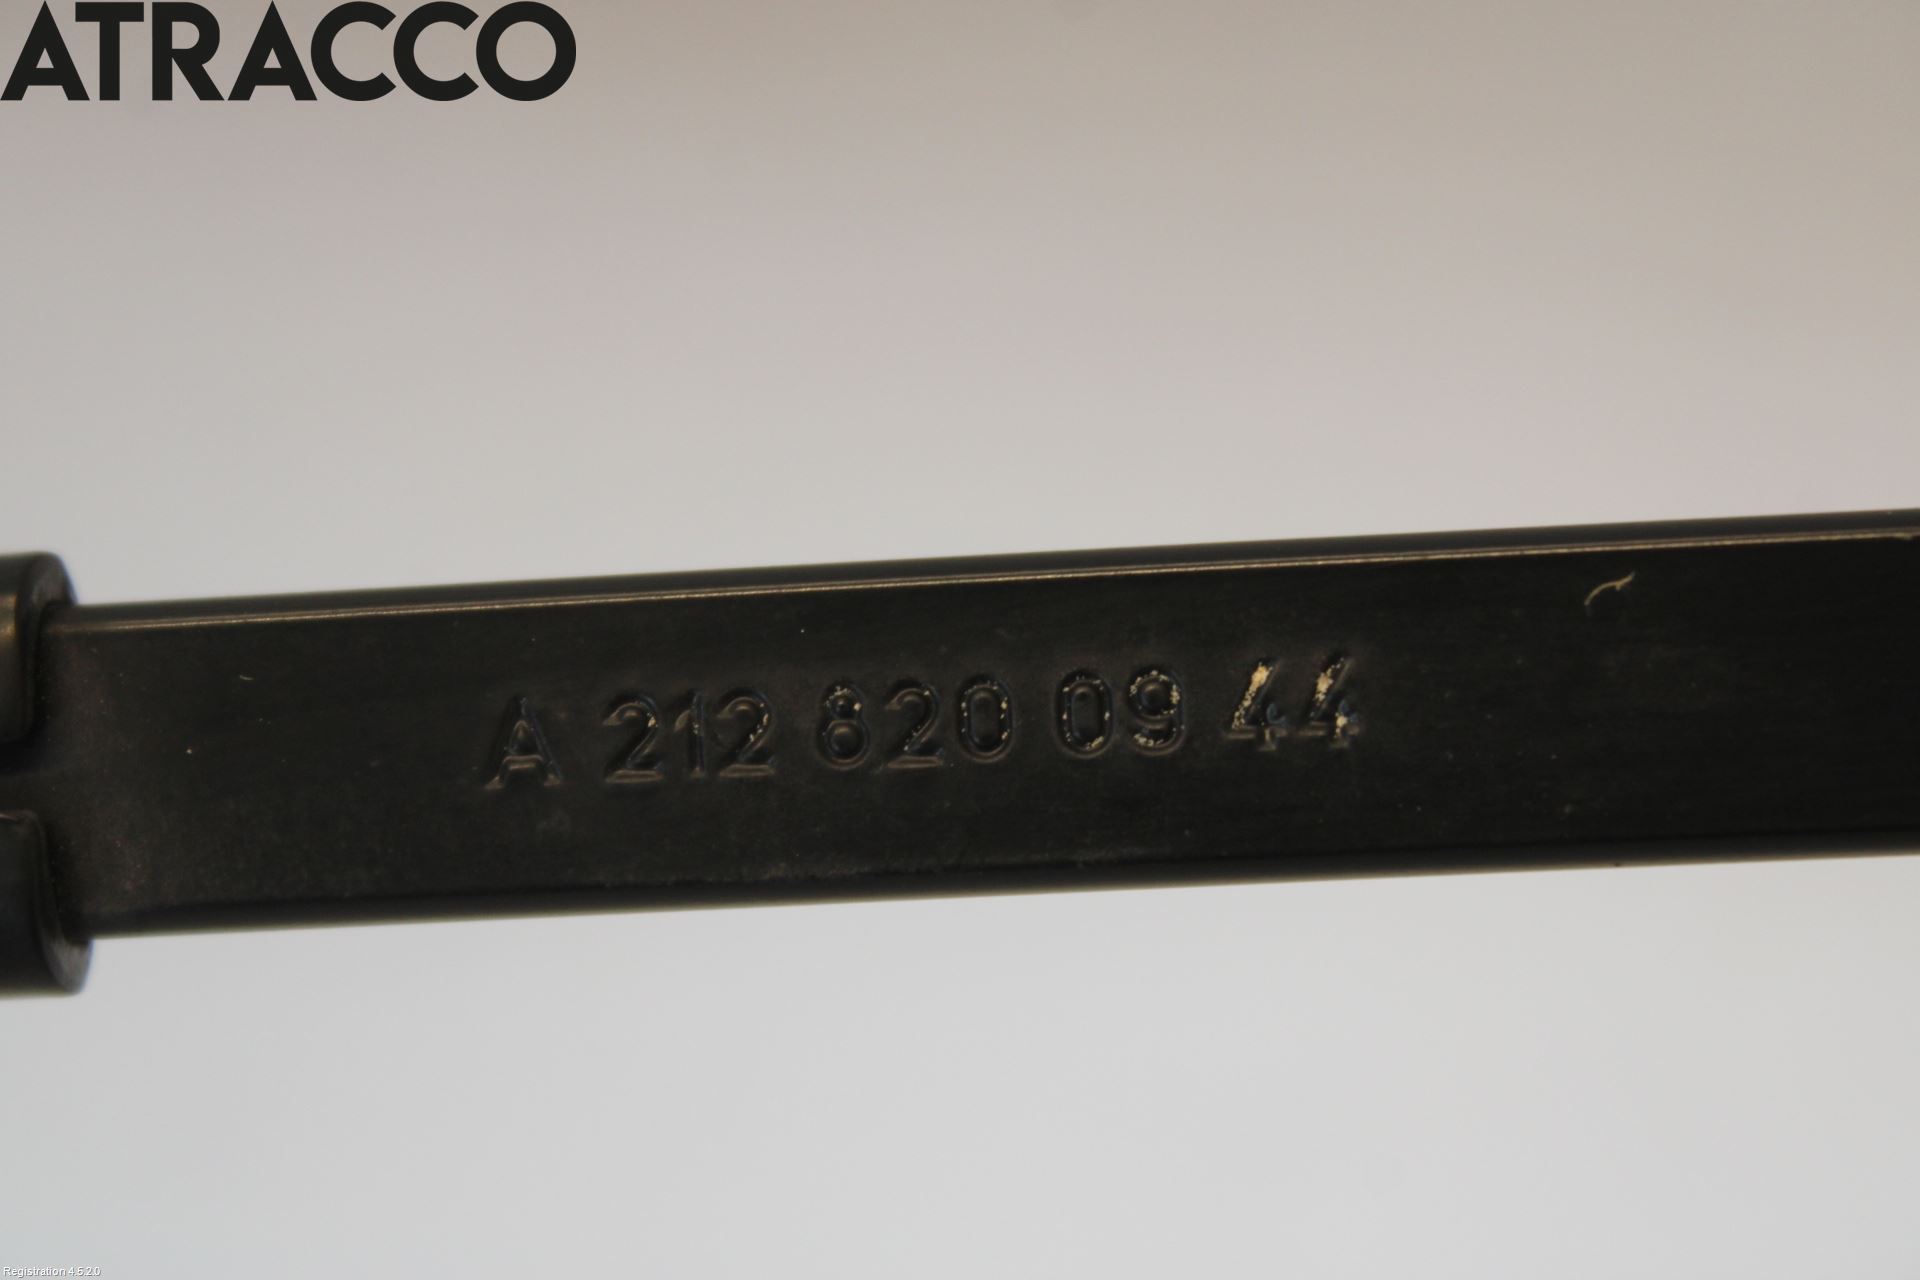 ATRACCO
A 212 820 09 44
Registration 4.5.2.0